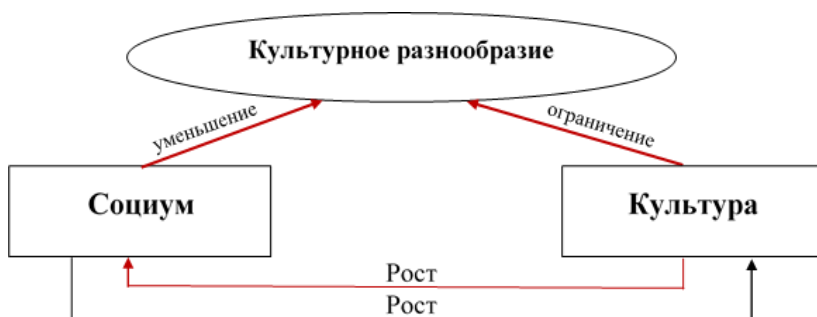 Культурное разнообразие
уменьшение
ограничение
Социум
Культура
Рост
Рост